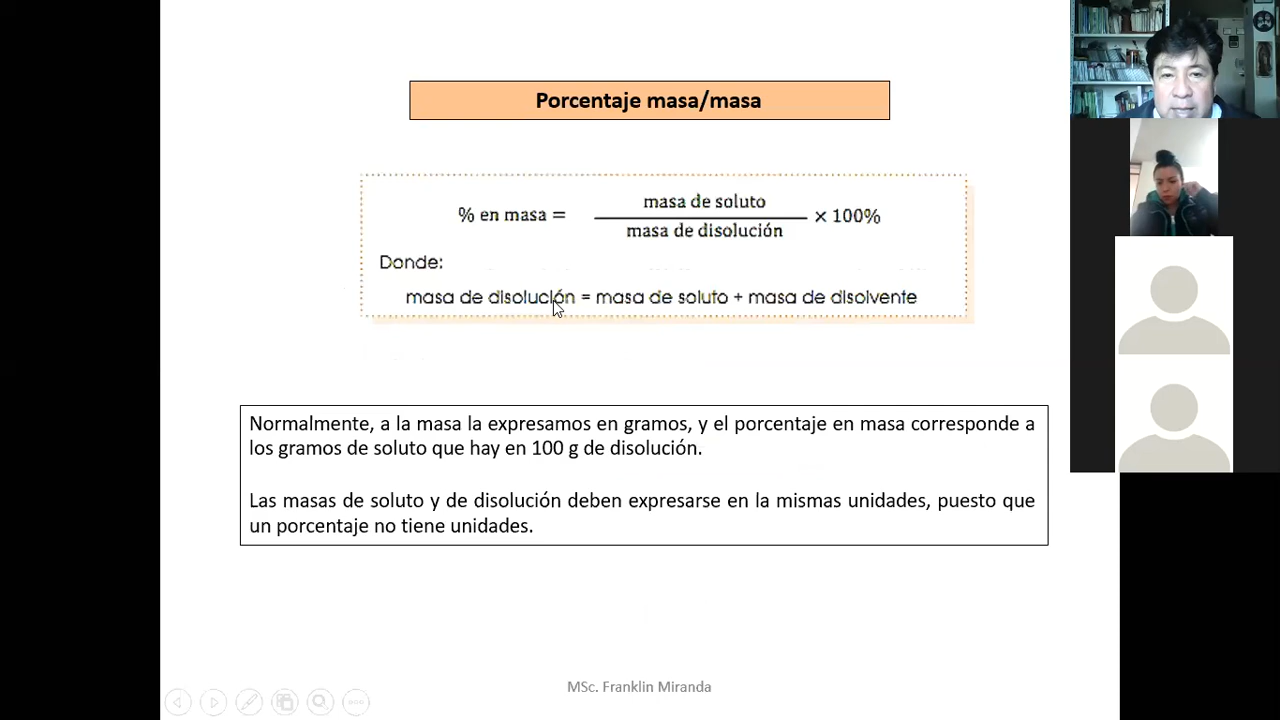 Porcentaje masa/masa
% en masa = masa de soluto / masa de disolución × 100%
Donde:
masa de disolución = masa de soluto + masa de disolvente
Normalmente, a la masa la expresamos en gramos, y el porcentaje en masa corresponde a
los gramos de soluto que hay en 100 g de disolución.
Las masas de soluto y de disolución deben expresarse en la mismas unidades, puesto que
un porcentaje no tiene unidades.
MSc. Franklin Miranda